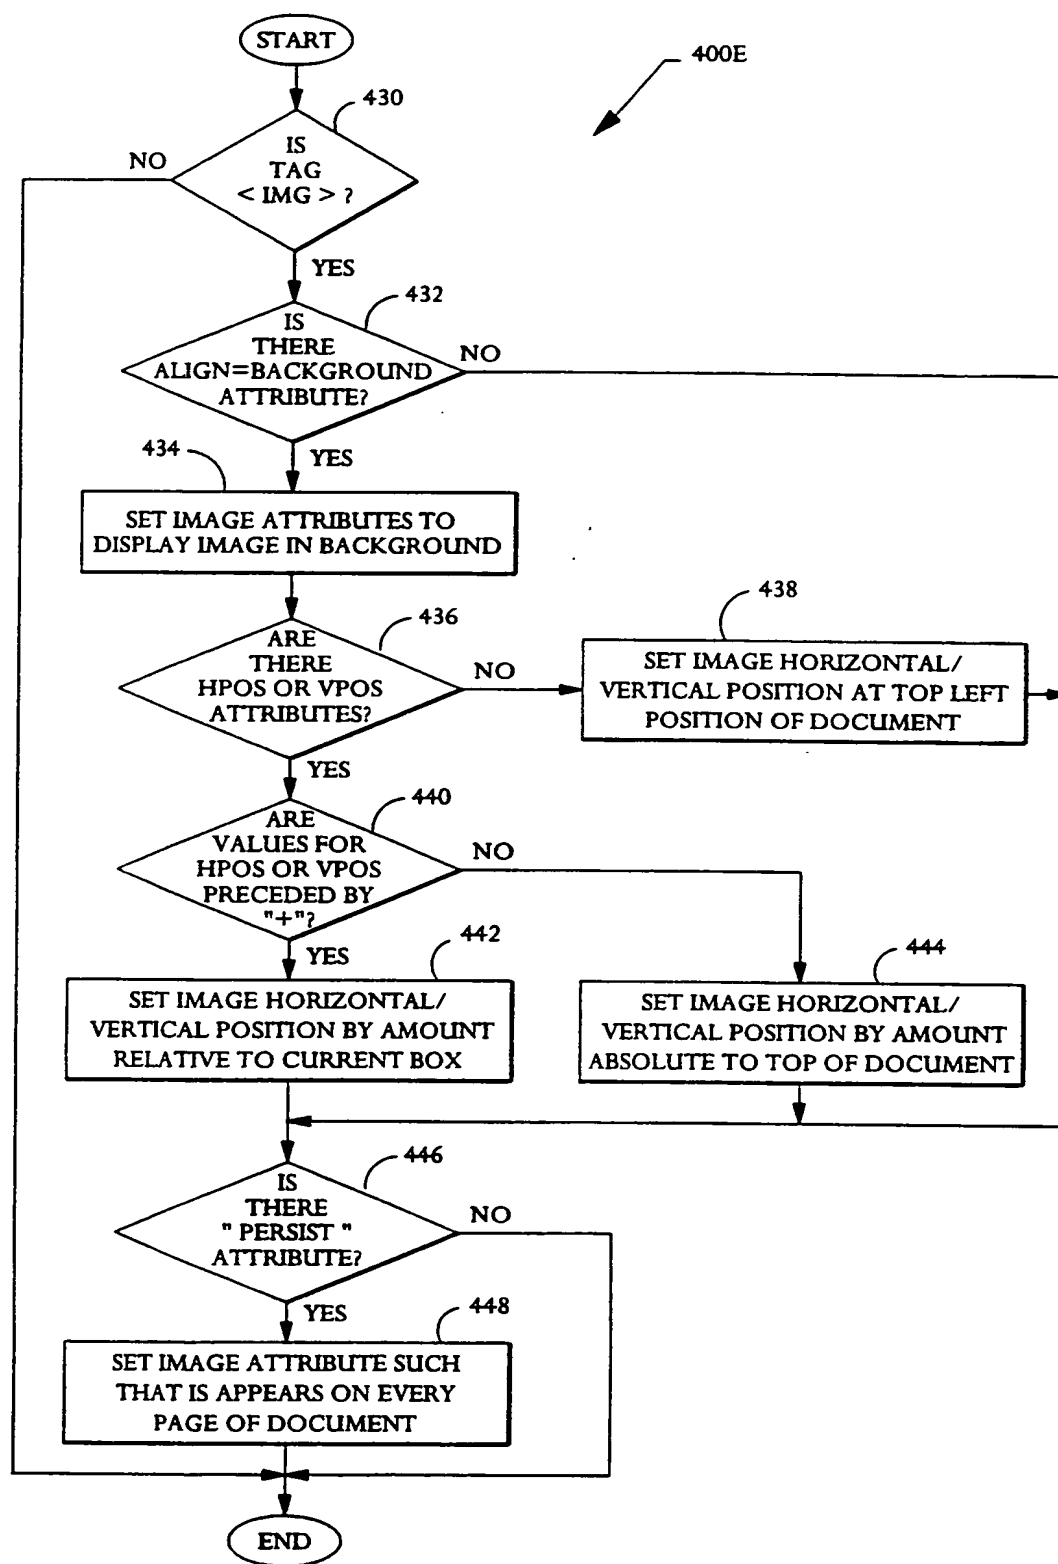 START
400E
430
IS
TAG
< IMG > ?
NO
YES
432
IS
THERE
ALIGN=BACKGROUND
ATTRIBUTE?
NO
YES
434
SET IMAGE ATTRIBUTES TO
DISPLAY IMAGE IN BACKGROUND
436
ARE
THERE
HPOS OR VPOS
ATTRIBUTES?
NO
438
SET IMAGE HORIZONTAL/
VERTICAL POSITION AT TOP LEFT
POSITION OF DOCUMENT
YES
440
ARE
VALUES FOR
HPOS OR VPOS
PRECEDED BY
"+"?
NO
YES
442
SET IMAGE HORIZONTAL/
VERTICAL POSITION BY AMOUNT
RELATIVE TO CURRENT BOX
444
SET IMAGE HORIZONTAL/
VERTICAL POSITION BY AMOUNT
ABSOLUTE TO TOP OF DOCUMENT
446
IS
THERE
" PERSIST "
ATTRIBUTE?
NO
YES
448
SET IMAGE ATTRIBUTE SUCH
THAT IS APPEARS ON EVERY
PAGE OF DOCUMENT
END